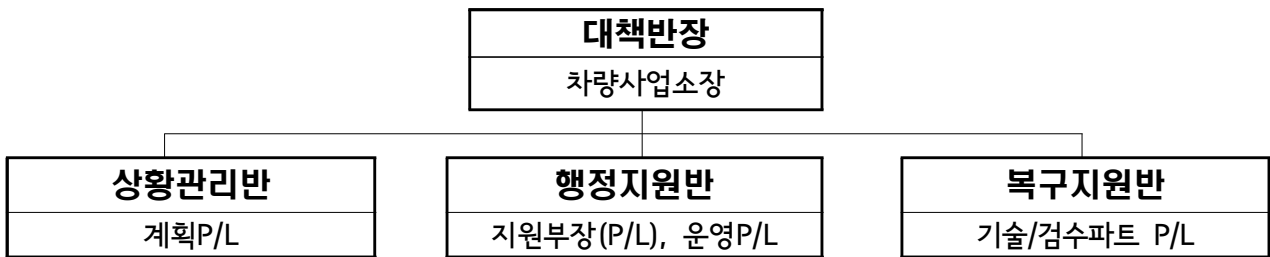 대책반장
차량사업소장
상황관리반
행정지원반
복구지원반
계획P/L
지원부장(P/L), 운영P/L
기술/검수파트 P/L